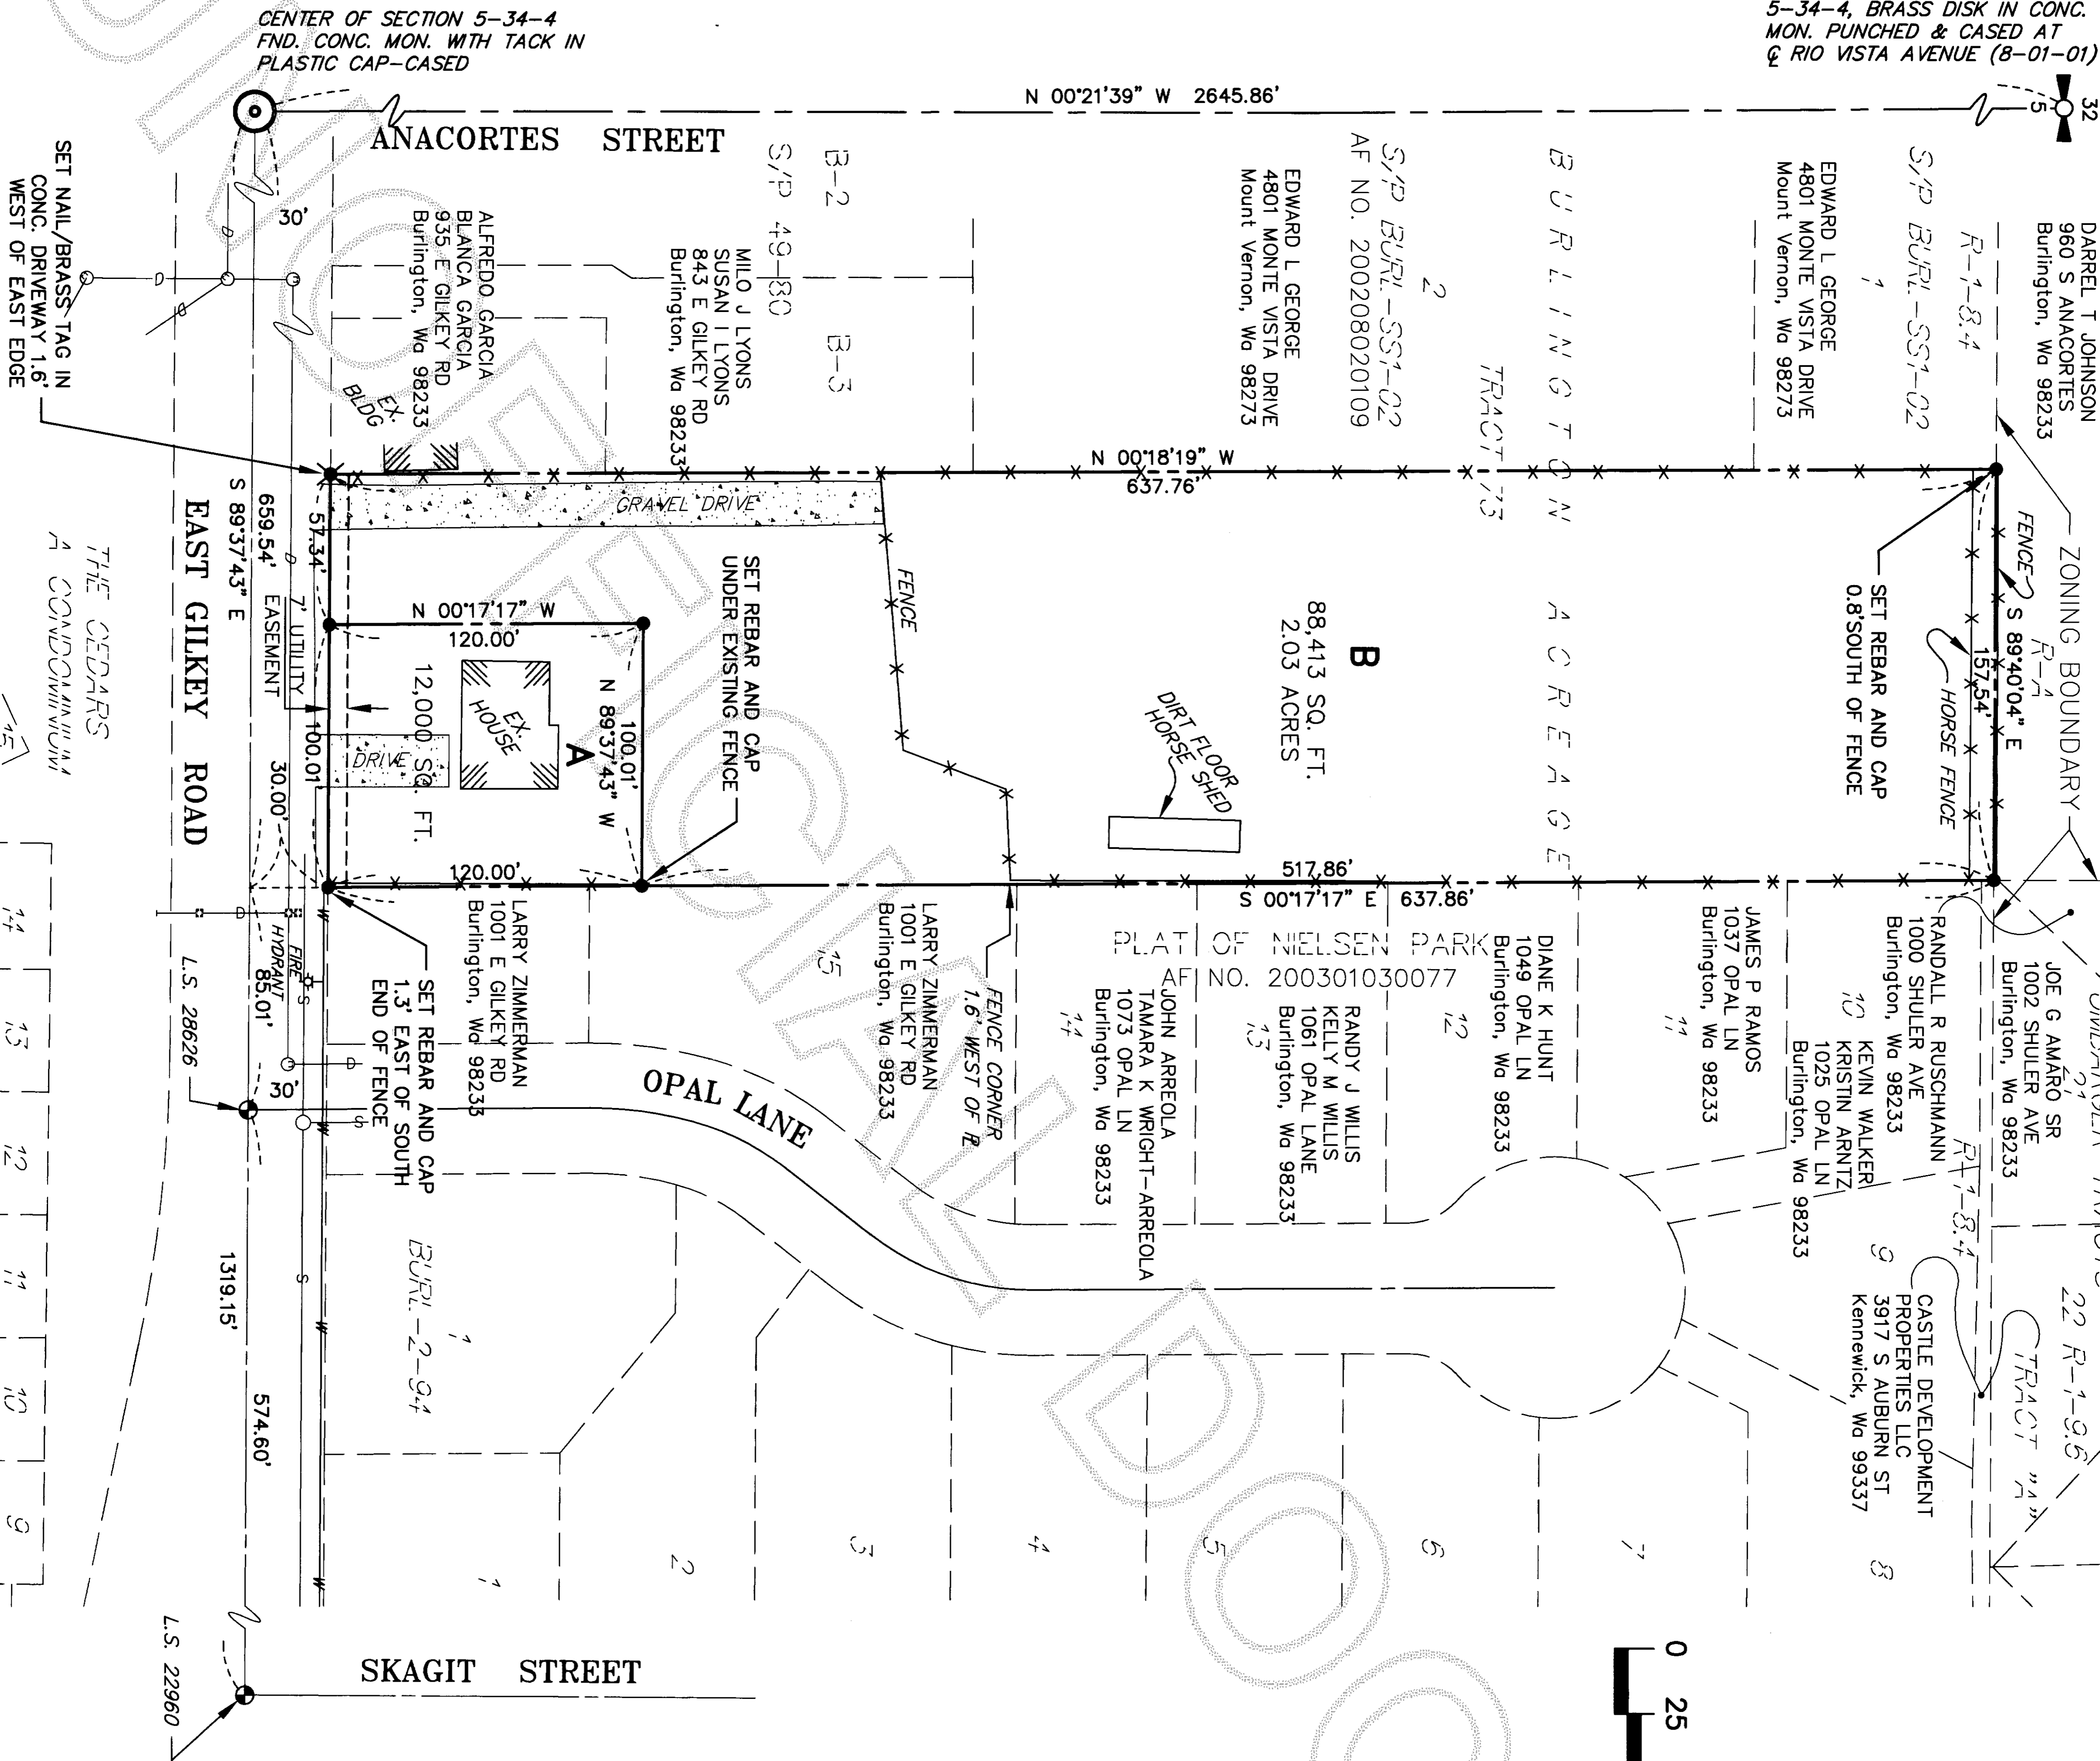 CENTER OF SECTION 5-34-4
FND. CONC. MON. WITH TACK IN
PLASTIC CAP-CASED
5-34-4, BRASS DISK IN CONC.
MON. PUNCHED & CASED AT
℄ RIO VISTA AVENUE (8-01-01)
32
5
N 00°21'39" W 2645.86'
ANACORTES STREET
SET NAIL/BRASS TAG IN
CONC. DRIVEWAY 1.6'
WEST OF EAST EDGE
30'
B-2
S/P 49-80
B-3
ALFREDO GARCIA
BLANCA GARCIA
935 E GILKEY RD
Burlington, Wa 98233
MILO J LYONS
SUSAN I LYONS
843 E GILKEY RD
Burlington, Wa 98233
EX.
BLDG
EDWARD L GEORGE
4801 MONTE VISTA DRIVE
Mount Vernon, Wa 98273
2
S/P BURL-SS1-02
AF NO. 200208020109
TRACT 73
BURLINGTON ACREAGE
EDWARD L GEORGE
4801 MONTE VISTA DRIVE
Mount Vernon, Wa 98273
1
S/P BURL-SS1-02
R-1-8.4
DARREL T JOHNSON
960 S ANACORTES
Burlington, Wa 98233
ZONING BOUNDARY
R-A
N 00°18'19" W
637.76'
GRAVEL DRIVE
FENCE
FENCE
S 89°40'04" E
157.54'
HORSE FENCE
SET REBAR AND CAP
0.8'SOUTH OF FENCE
SET REBAR AND CAP
UNDER EXISTING FENCE
B
88,413 SQ. FT.
2.03 ACRES
DIRT FLOOR
HORSE SHED
N 00°17'17" W
120.00'
100.01'
N 89°37'43" W
A
12,000 SQ. FT.
EX.
HOUSE
DRIVE
57.34'
100.01'
7' UTILITY
EASEMENT
659.54'
S 89°37'43" E
EAST GILKEY ROAD
THE CEDARS
A CONDOMINIUM
15
30.00'
120.00'
517.86'
S 00°17'17" E 637.86'
FIRE
HYDRANT
85.01'
30'
L.S. 28626
1319.15'
574.60'
L.S. 22960
SET REBAR AND CAP
1.3' EAST OF SOUTH
END OF FENCE
LARRY ZIMMERMAN
1001 E GILKEY RD
Burlington, Wa 98233
LARRY ZIMMERMAN
1001 E GILKEY RD
Burlington, Wa 98233
15
FENCE CORNER
1.6' WEST OF ℙL
PLAT OF NIELSEN PARK
AF NO. 200301030077
JOHN ARREOLA
TAMARA K WRIGHT-ARREOLA
1073 OPAL LN
Burlington, Wa 98233
14
RANDY J WILLIS
KELLY M WILLIS
1061 OPAL LANE
Burlington, Wa 98233
13
DIANE K HUNT
1049 OPAL LN
Burlington, Wa 98233
12
JAMES P RAMOS
1037 OPAL LN
Burlington, Wa 98233
11
KEVIN WALKER
KRISTIN ARNTZ
1025 OPAL LN
Burlington, Wa 98233
10
RANDALL R RUSCHMANN
1000 SHULER AVE
Burlington, Wa 98233
JOE G AMARO SR
1002 SHULER AVE
Burlington, Wa 98233
21
R-1-8.4
22 R-1-9.6
TRACT "A"
CASTLE DEVELOPMENT
PROPERTIES LLC
3917 S AUBURN ST
Kennewick, Wa 99337
OPAL LANE
BURL-2-94
1
1
2
3
4
5
6
7
8
9
14
13
12
11
10
9
SKAGIT STREET
0 25
UNOFFICIAL DOC